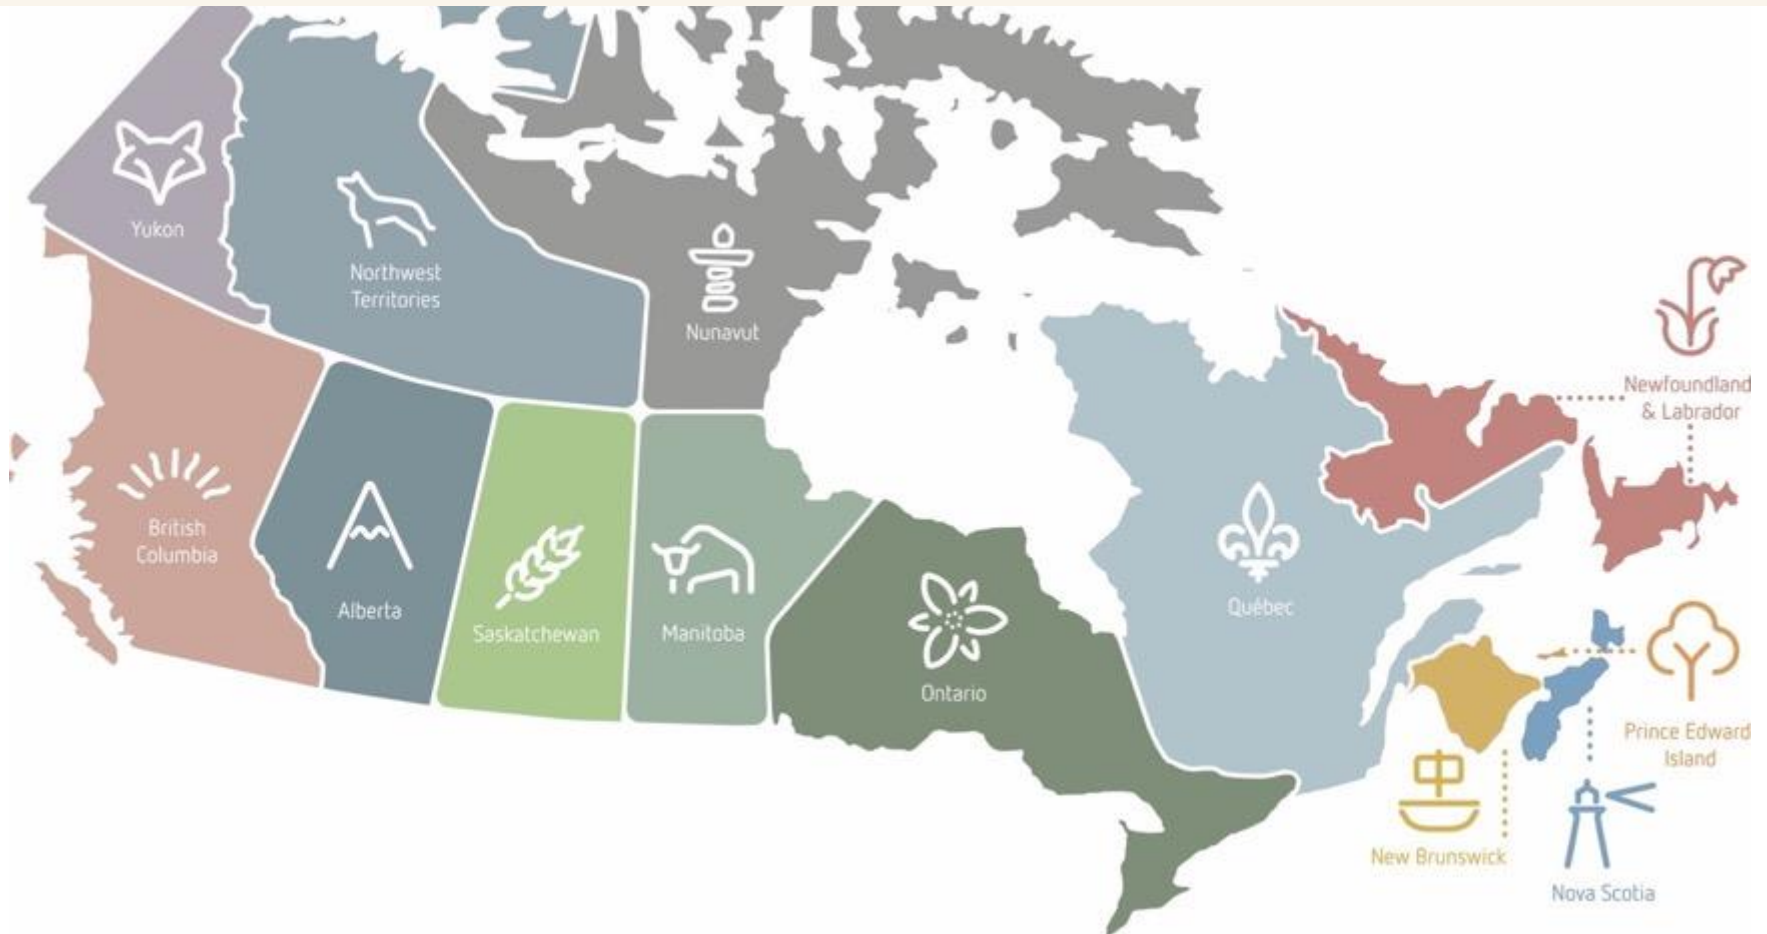 Yukon
Northwest
Territories
Nunavut
British
Columbia
Alberta
Saskatchewan
Manitoba
Ontario
Québec
Newfoundland
& Labrador
Prince Edward
Island
New Brunswick
Nova Scotia